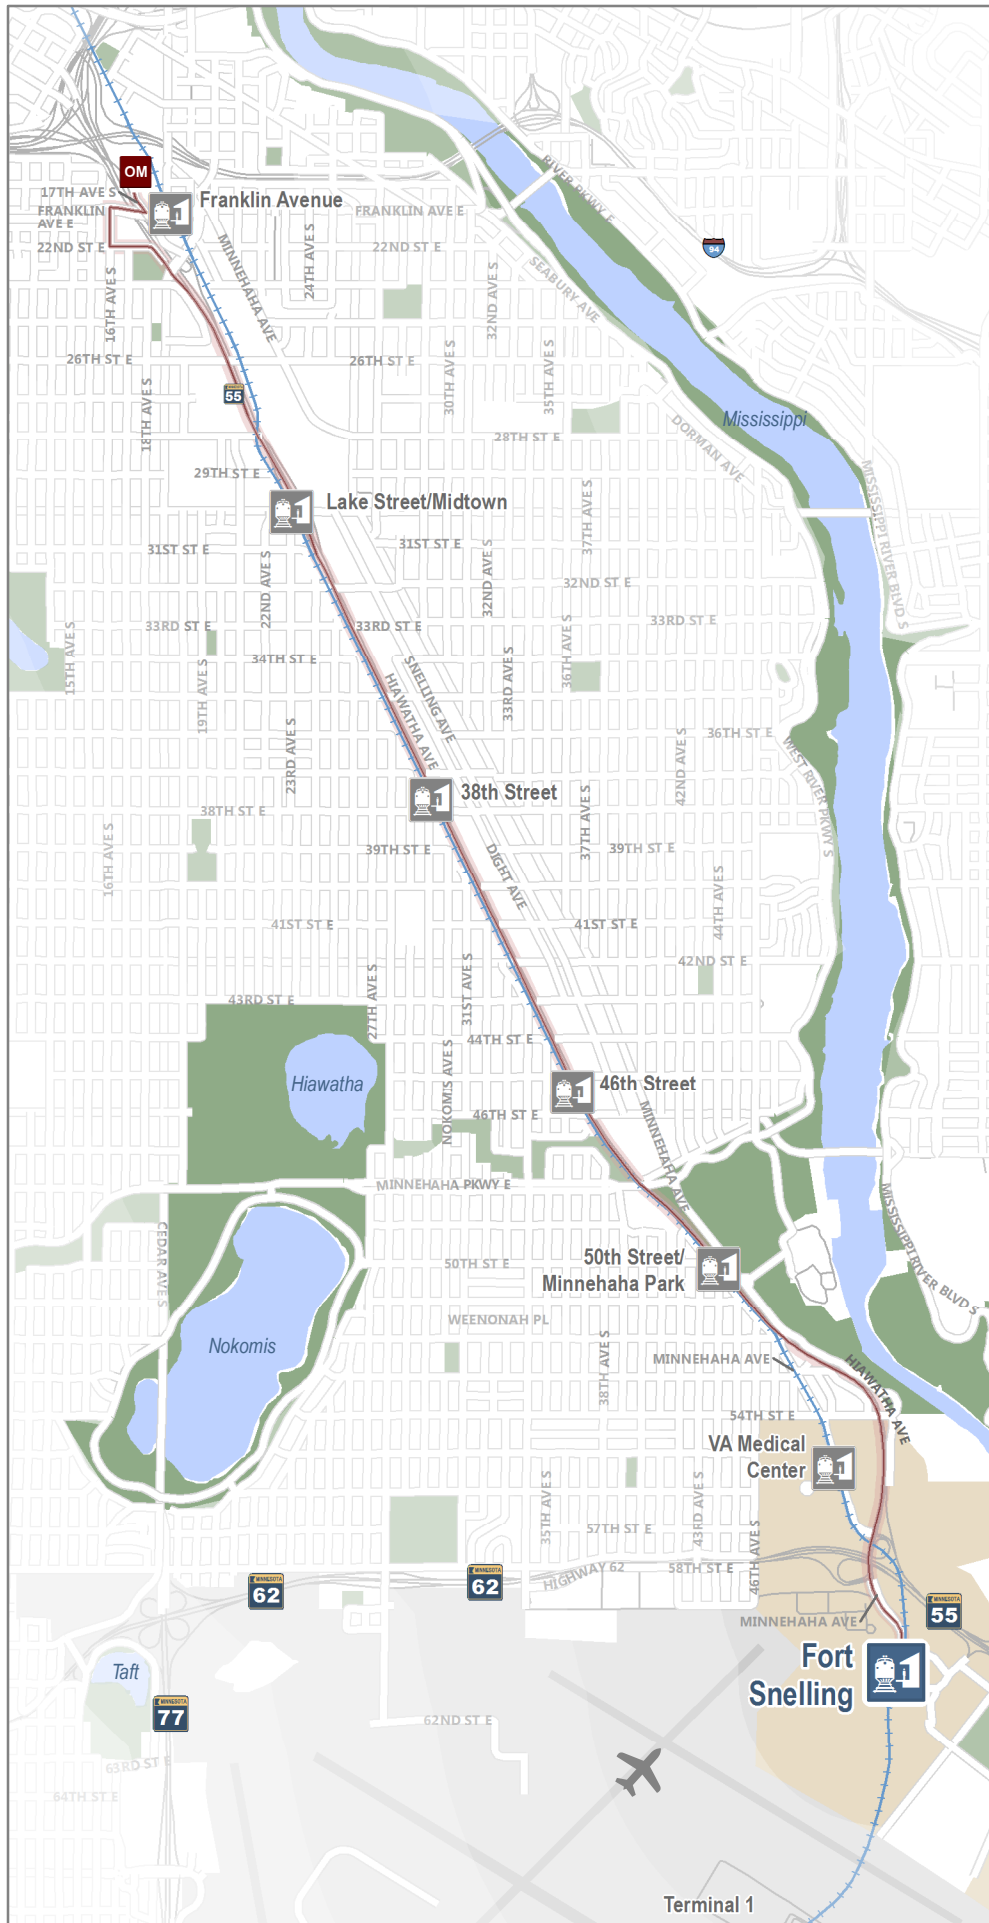 OM
17TH AVE S
Franklin Avenue
FRANKLIN
AVE E
FRANKLIN AVE E
RIVER PKWY E
22ND ST E
22ND ST E
94
MINNEHAHA AVE
24TH AVE S
SEABURY AVE
32ND AVE S
16TH AVE S
26TH ST E
26TH ST E
30TH AVE S
35TH AVE S
55
18TH AVE S
Mississippi
28TH ST E
DORMAN AVE
29TH ST E
MISSISSIPPI RIVER BLVD S
Lake Street/Midtown
37TH AVE S
31ST ST E
31ST ST E
22ND AVE S
32ND AVE S
32ND ST E
33RD ST E
33RD ST E
33RD ST E
15TH AVE S
36TH AVE S
34TH ST E
19TH AVE S
SNELLING AVE
HIAWATHA AVE
33RD AVE S
23RD AVE S
36TH ST E
42ND AVE S
WEST RIVER PKWY S
38th Street
38TH ST E
37TH AVE S
16TH AVE S
39TH ST E
DIGHT AVE
39TH ST E
44TH AVE S
41ST ST E
41ST ST E
42ND ST E
27TH AVE S
31ST AVE S
43RD ST E
44TH ST E
NOKOMIS AVE S
Hiawatha
46th Street
46TH ST E
MINNEHAHA AVE
MINNEHAHA PKWY E
MISSISSIPPI RIVER BLVD S
CEDAR AVE S
50TH ST E
50th Street/
Minnehaha Park
WEENONAH PL
Nokomis
38TH AVE S
MINNEHAHA AVE
HIAWATHA AVE
54TH ST E
VA Medical
Center
35TH AVE S
43RD AVE S
57TH ST E
46TH AVE S
58TH ST E
HIGHWAY 62
MINNESOTA
62
MINNESOTA
62
MINNESOTA
55
MINNEHAHA AVE
Fort
Snelling
Taft
MINNESOTA
77
62ND ST E
63RD ST E
64TH ST E
Terminal 1